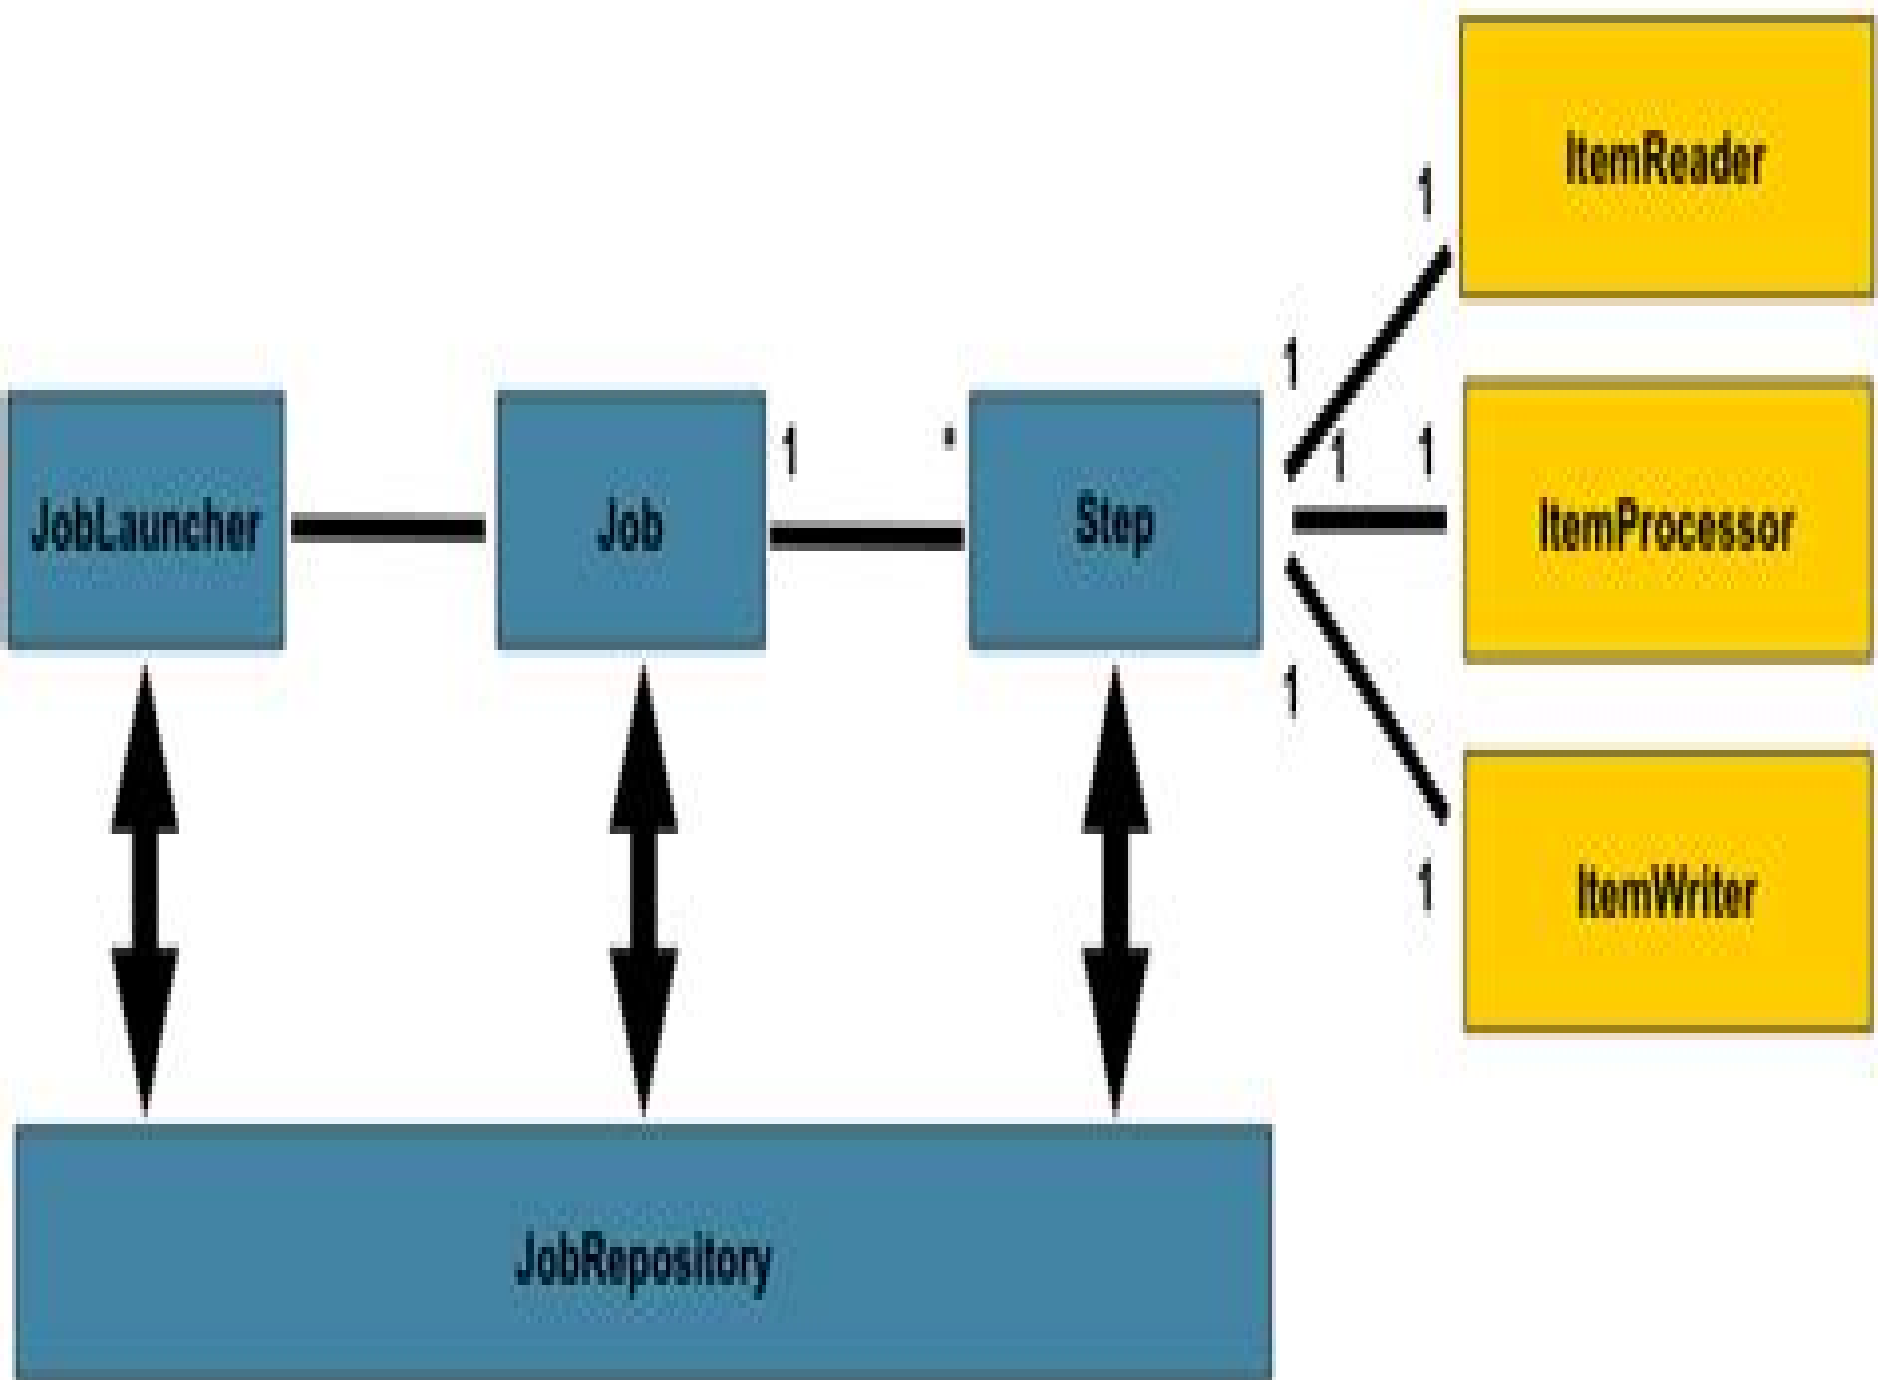 ItemReader
1
1
1 * 1 1
JobLauncher Job Step ItemProcessor
1
1
ItemWriter
JobRepository